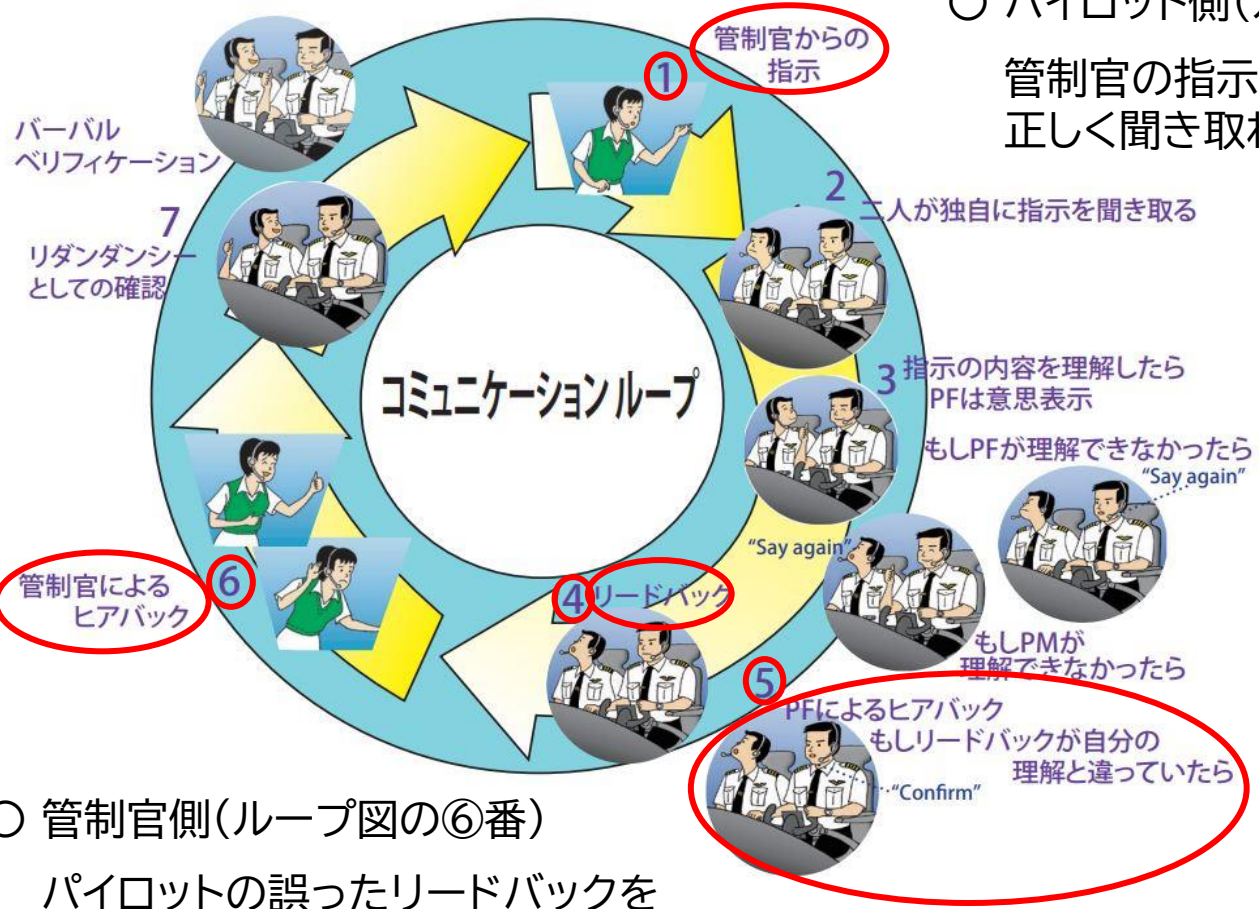 ○ パイロット側(
管制官の指示
正しく聞き取
管制官からの
指示
1
2
二人が独自に指示を聞き取る
3
指示の内容を理解したら
PFは意思表示
もしPFが理解できなかったら
"Say again"
"Say again"
もしPMが
理解できなかったら
4 リードバック
5
PFによるヒアバック
もしリードバックが自分の
理解と違っていたら
"Confirm"
6
管制官による
ヒアバック
7
リダンダンシー
としての確認
バーバル
ベリフィケーション
コミュニケーションループ
○ 管制官側(ループ図の⑥番)
パイロットの誤ったリードバックを